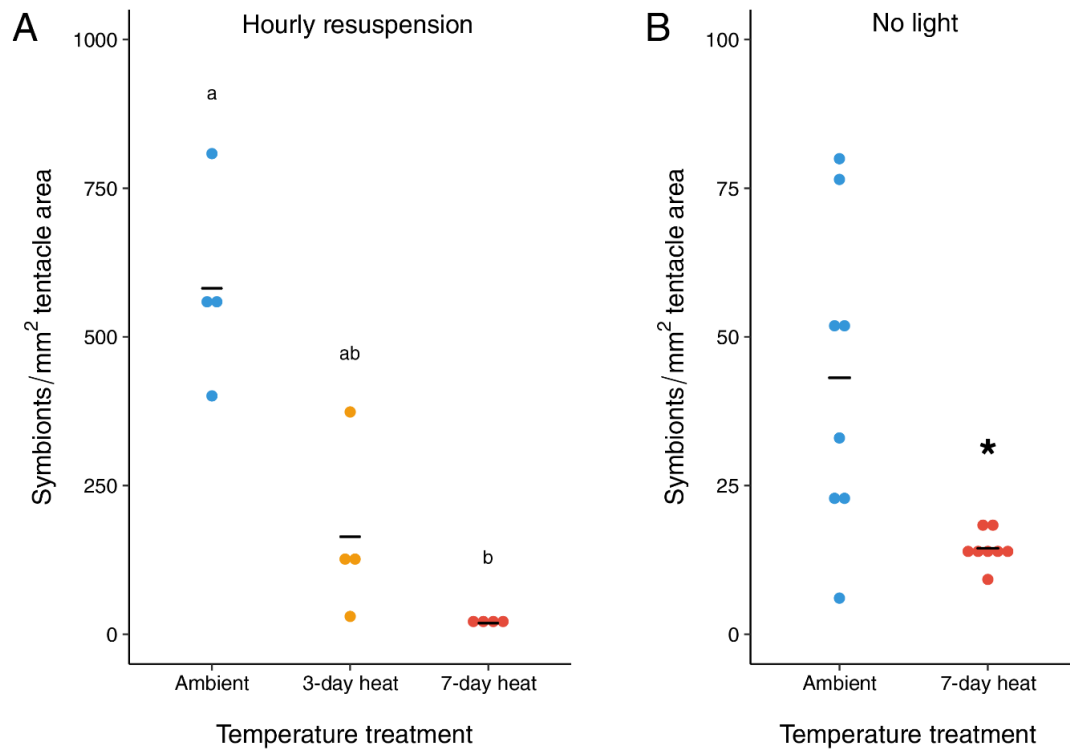 A
Hourly resuspension
Symbionts/mm² tentacle area
1000
750
500
250
0
a
ab
b
Ambient
3-day heat
7-day heat
Temperature treatment
B
No light
Symbionts/mm² tentacle area
100
75
50
25
0
*
Ambient
7-day heat
Temperature treatment